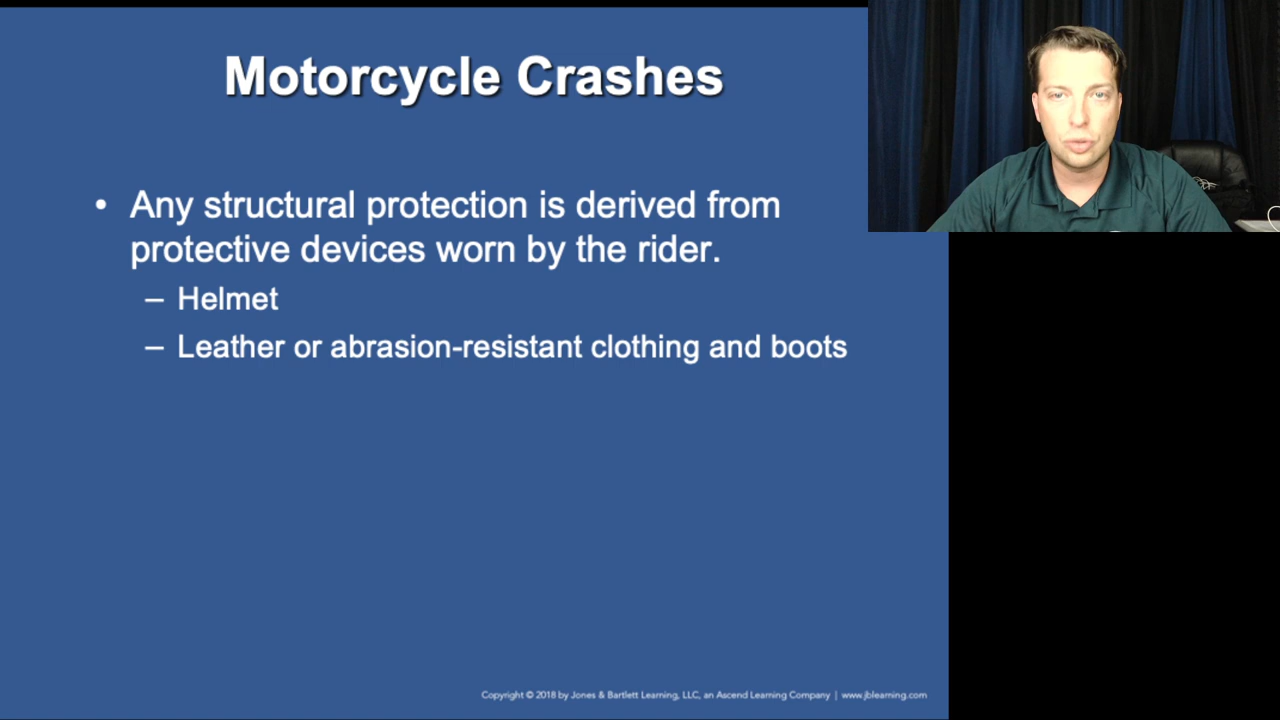 Motorcycle Crashes
• Any structural protection is derived from
protective devices worn by the rider.
– Helmet
– Leather or abrasion-resistant clothing and boots
Copyright © 2018 by Jones & Bartlett Learning, LLC, an Ascend Learning Company | www.jblearning.com